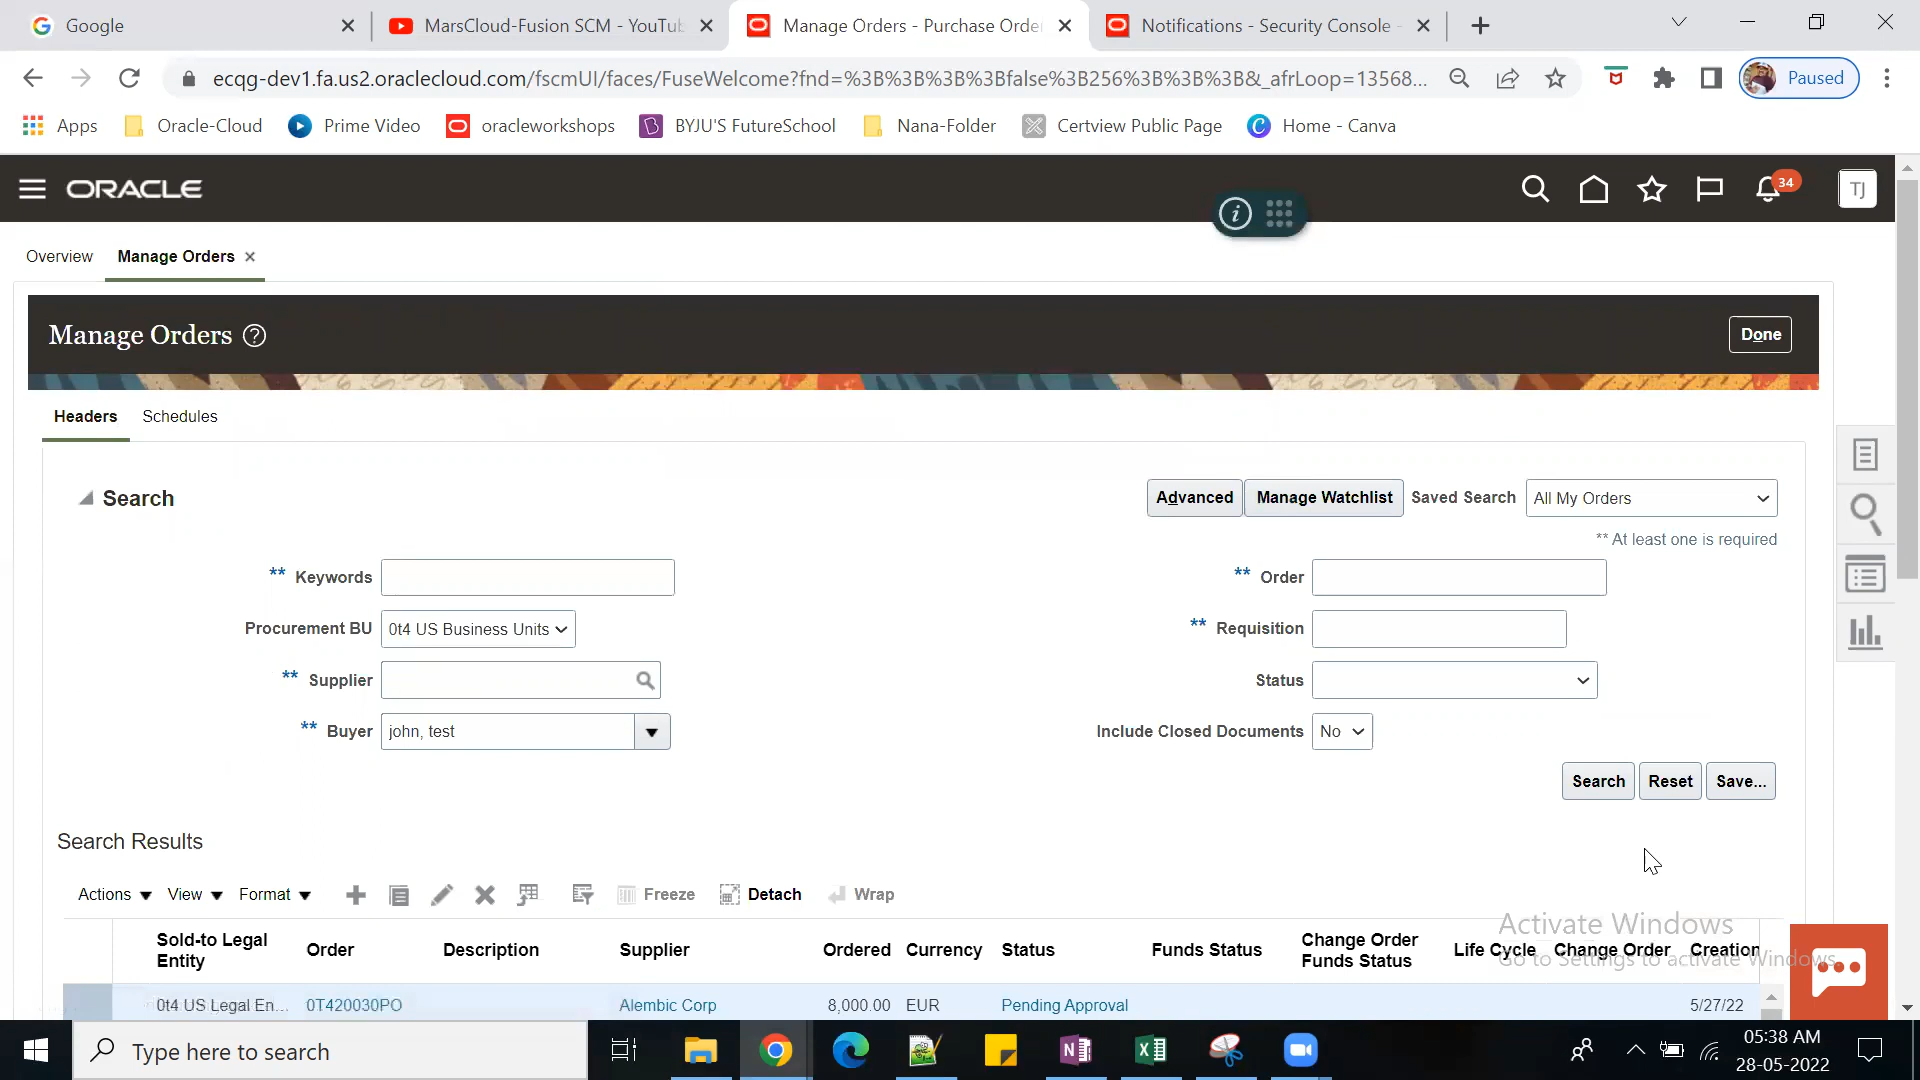 Google
MarsCloud-Fusion SCM - YouTub
Manage Orders - Purchase Orde
Notifications - Security Console -
ecqg-dev1.fa.us2.oraclecloud.com/fscmUI/faces/FuseWelcome?fnd=%3B%3B%3B%3Bfalse%3B256%3B%3B%3B&_afrLoop=13568...
Paused
Apps
Oracle-Cloud
Prime Video
oracleworkshops
BYJU'S FutureSchool
Nana-Folder
Certview Public Page
Home - Canva
ORACLE
34
TJ
Overview
Manage Orders
Manage Orders
Done
Headers
Schedules
Search
Advanced
Manage Watchlist
Saved Search
All My Orders
** At least one is required
** Keywords
** Order
Procurement BU
0t4 US Business Units
** Requisition
** Supplier
Status
** Buyer
john, test
Include Closed Documents
No
Search
Reset
Save...
Search Results
Actions
View
Format
Freeze
Detach
Wrap
Activate Windows
Go to Settings to activate Windows.
Sold-to Legal
Entity
Order
Description
Supplier
Ordered
Currency
Status
Funds Status
Change Order
Funds Status
Life Cycle
Change Order
Creation
0t4 US Legal En...
0T420030PO
Alembic Corp
8,000.00
EUR
Pending Approval
5/27/22
Type here to search
05:38 AM
28-05-2022